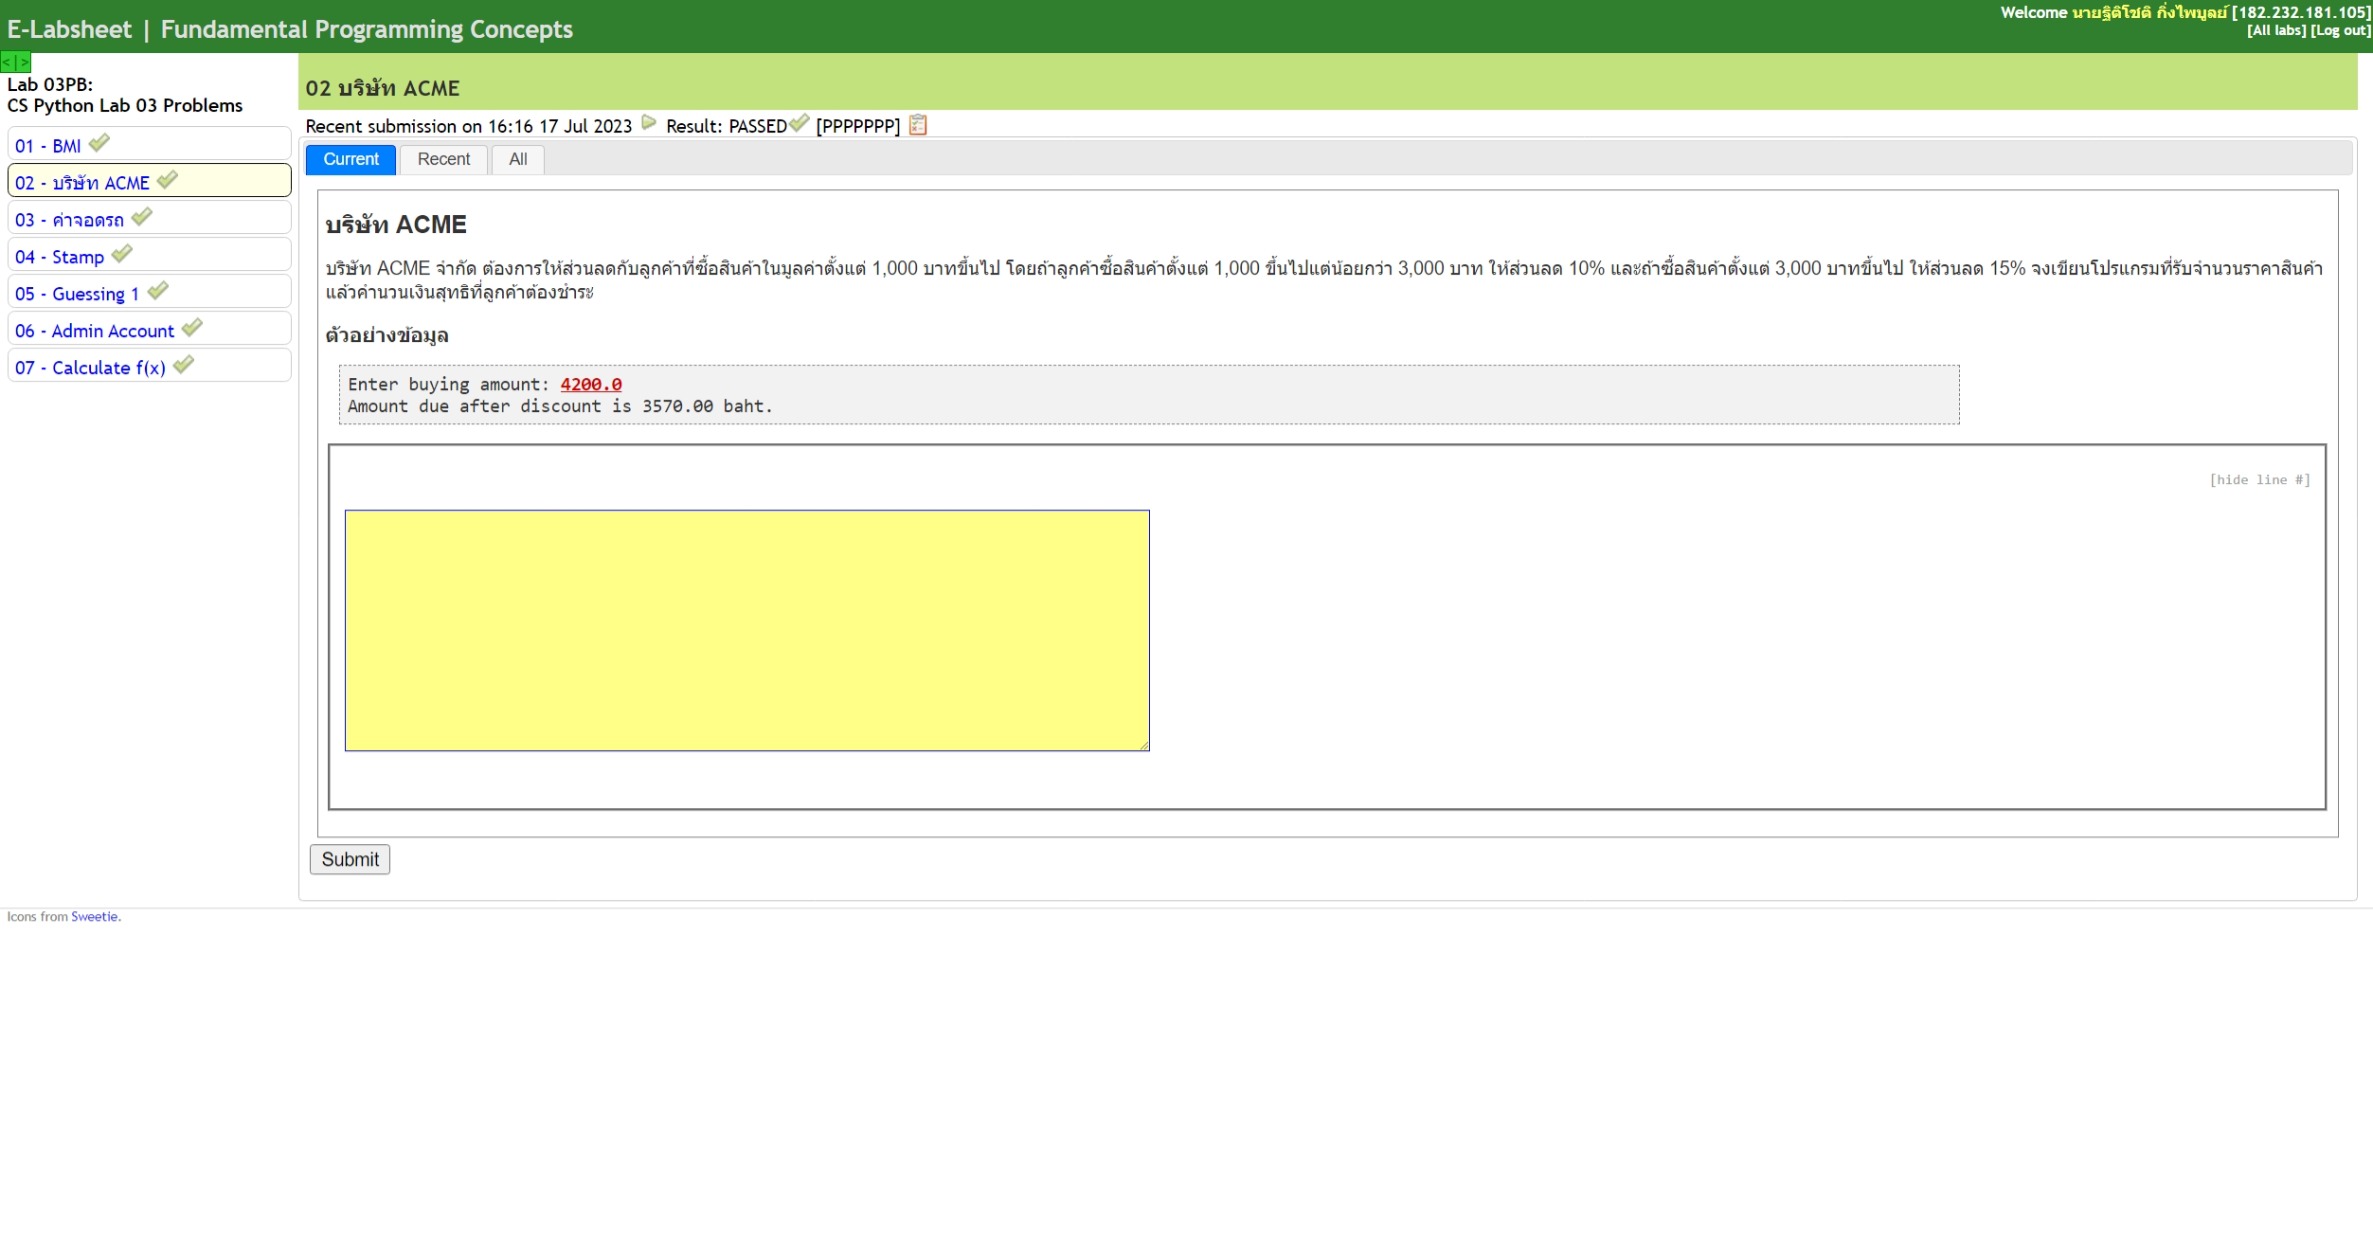 E-Labsheet | Fundamental Programming Concepts
Welcome นายฐิติโชติ กิ่งไพบูลย์ [182.232.181.105]
[All labs] [Log out]
<|>
Lab 03PB:
CS Python Lab 03 Problems
01 - BMI
02 - บริษัท ACME
03 - ค่าจอดรถ
04 - Stamp
05 - Guessing 1
06 - Admin Account
07 - Calculate f(x)
02 บริษัท ACME
Recent submission on 16:16 17 Jul 2023 Result: PASSED [PPPPPPP]
Current Recent All
บริษัท ACME
บริษัท ACME จำกัด ต้องการให้ส่วนลดกับลูกค้าที่ซื้อสินค้าในมูลค่าตั้งแต่ 1,000 บาทขึ้นไป โดยถ้าลูกค้าซื้อสินค้าตั้งแต่ 1,000 ขึ้นไปแต่น้อยกว่า 3,000 บาท ให้ส่วนลด 10% และถ้าซื้อสินค้าตั้งแต่ 3,000 บาทขึ้นไป ให้ส่วนลด 15% จงเขียนโปรแกรมที่รับจำนวนราคาสินค้า
แล้วคำนวนเงินสุทธิที่ลูกค้าต้องชำระ
ตัวอย่างข้อมูล
Enter buying amount: 4200.0
Amount due after discount is 3570.00 baht.
[hide line #]
Submit
Icons from Sweetie.